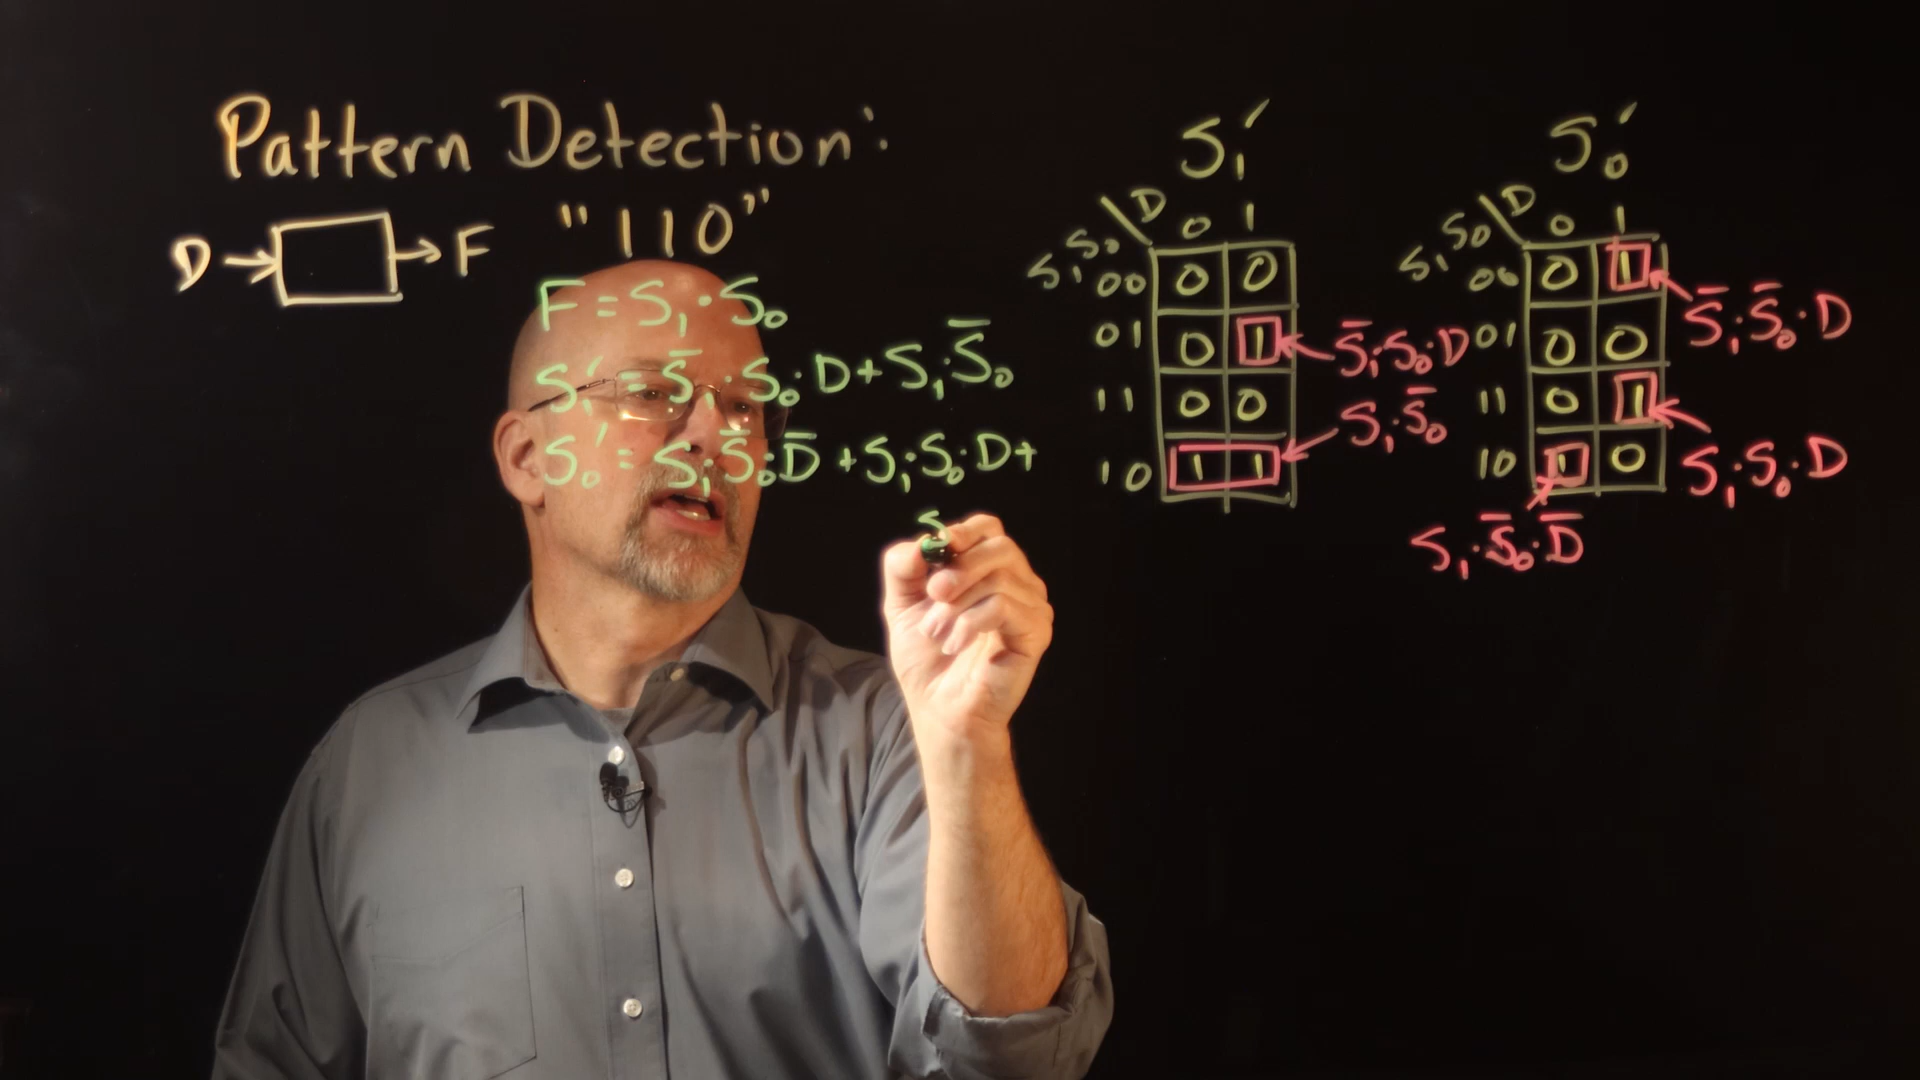 Pattern Detection:
D → F "110"
F = S₁·S₀
S₁′ = S̅₁·S₀·D + S₁·S̅₀
S₀′ = S₁·S̅₀·D̅ + S₁·S₀·D +
S
S₁′
S₁S₀\D 0 1
00 0 0
01 0 1
11 0 0
10 1 1
S̅₁·S₀·D
S₁·S̅₀
S₀′
S₁S₀\D 0 1
00 0 1
01 0 0
11 0 1
10 1 0
S̅₁·S̅₀·D
S₁·S₀·D
S₁·S̅₀·D̅